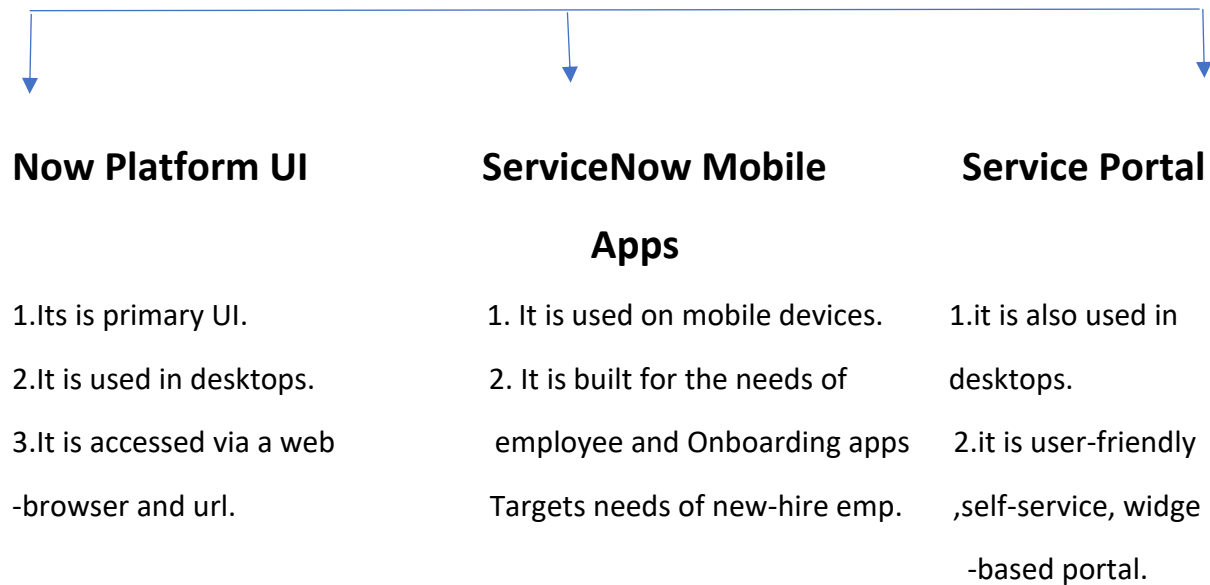 Now Platform UI
ServiceNow Mobile
Apps
Service Portal
1.Its is primary UI.
2.It is used in desktops.
3.It is accessed via a web
-browser and url.
1. It is used on mobile devices.
2. It is built for the needs of
employee and Onboarding apps
Targets needs of new-hire emp.
1.it is also used in
desktops.
2.it is user-friendly
,self-service, widge
-based portal.